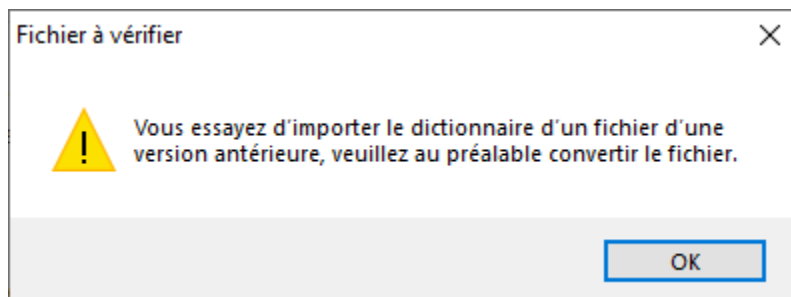 Fichier à vérifier
Vous essayez d'importer le dictionnaire d'un fichier d'une
version antérieure, veuillez au préalable convertir le fichier.
OK